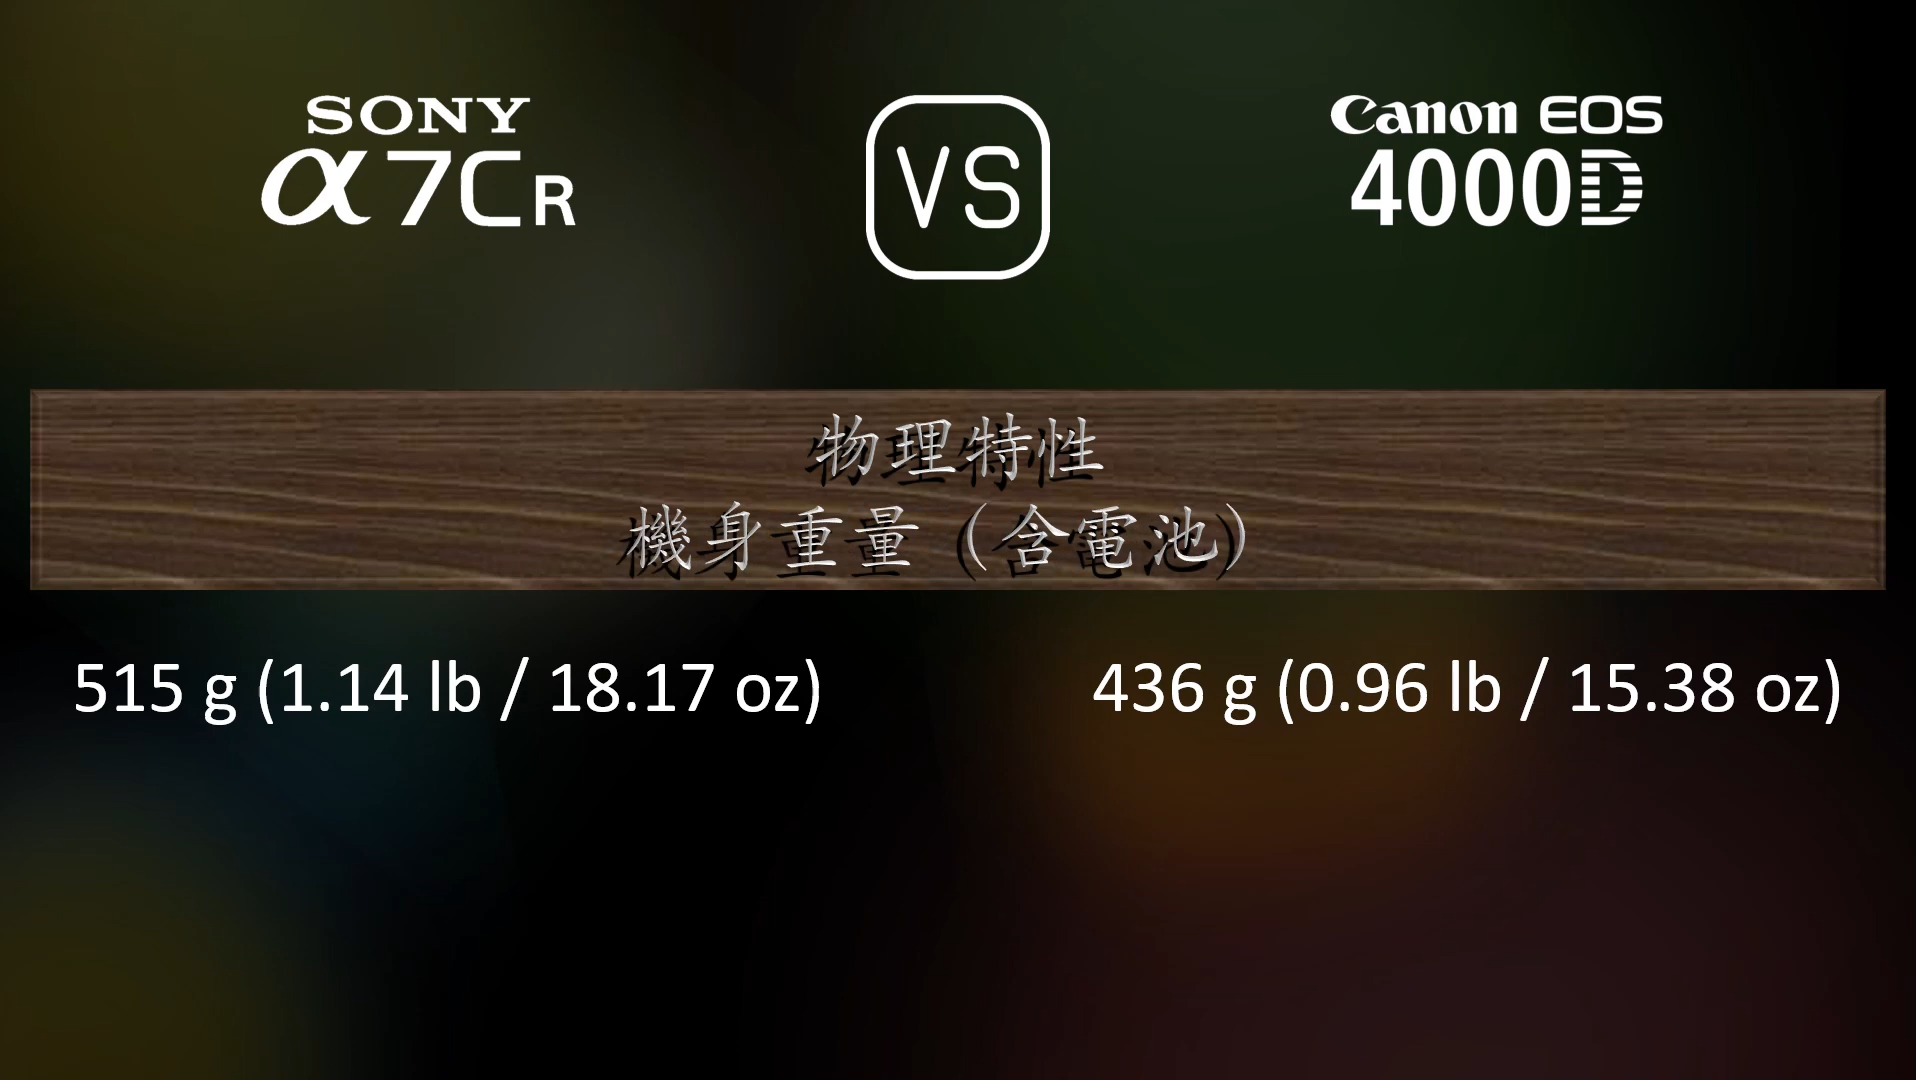 SONY
α7CR
VS
Canon EOS
4000D
物理特性
機身重量（含電池）
515 g (1.14 lb / 18.17 oz)
436 g (0.96 lb / 15.38 oz)